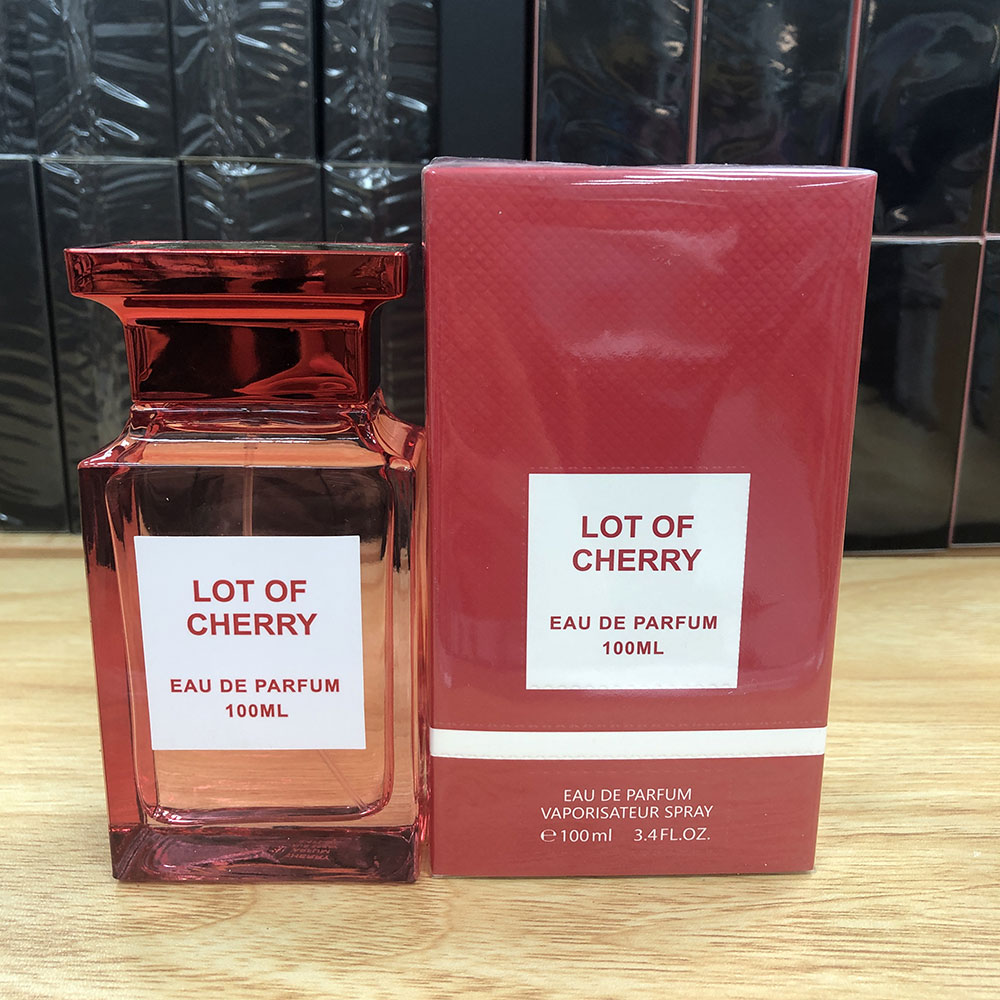 LOT OF
CHERRY
EAU DE PARFUM
100ML
LOT OF
CHERRY
EAU DE PARFUM
100ML
EAU DE PARFUM
VAPORISATEUR SPRAY
℮100ml 3.4FL.OZ.